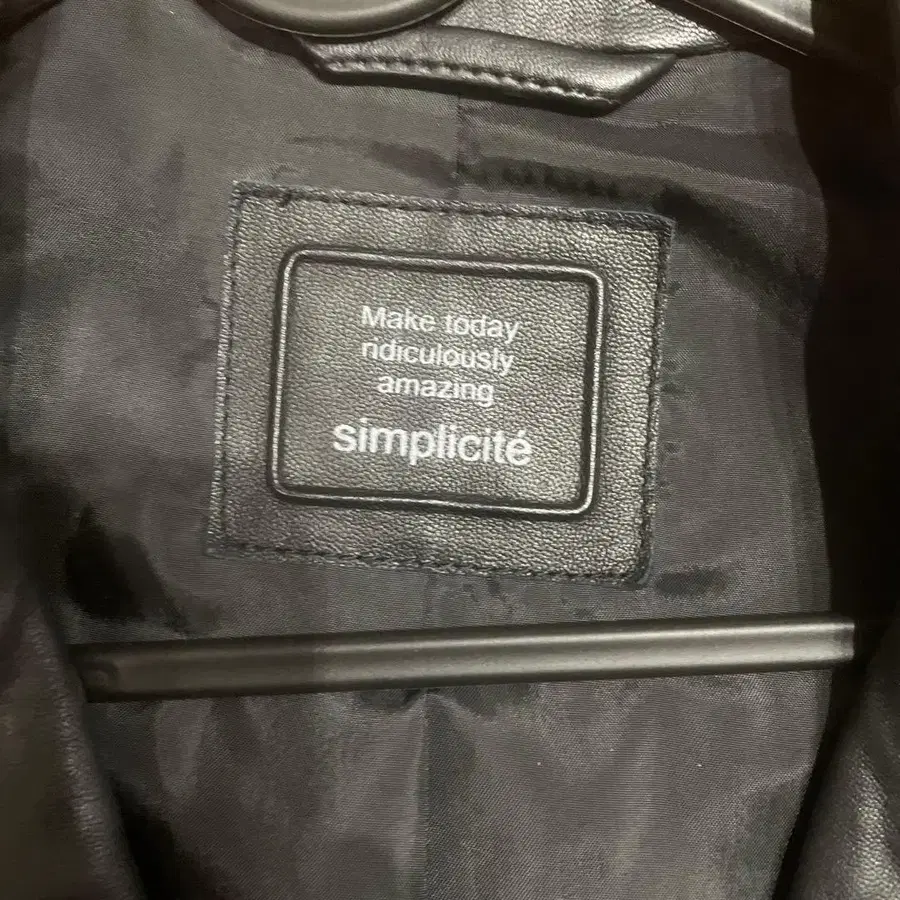 Make today
ridiculously
amazing
simplicité